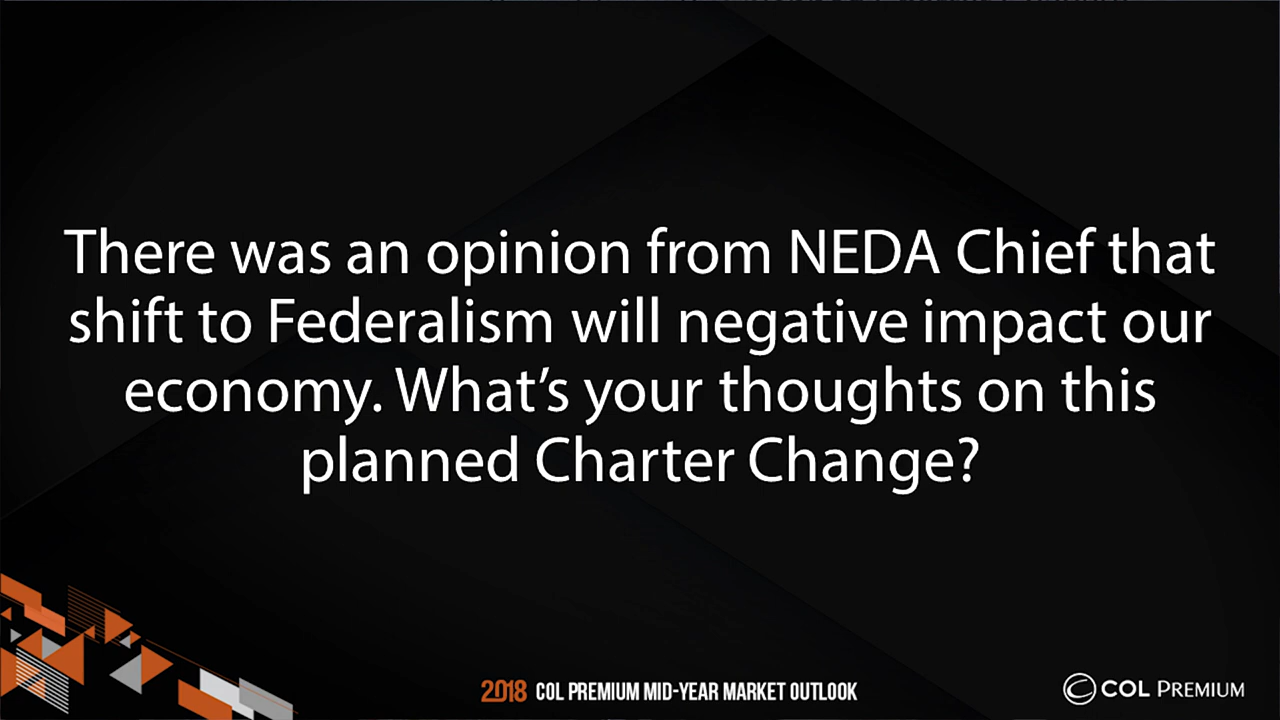 There was an opinion from NEDA Chief that
shift to Federalism will negative impact our
economy. What’s your thoughts on this
planned Charter Change?
2018 COL PREMIUM MID-YEAR MARKET OUTLOOK
COL PREMIUM